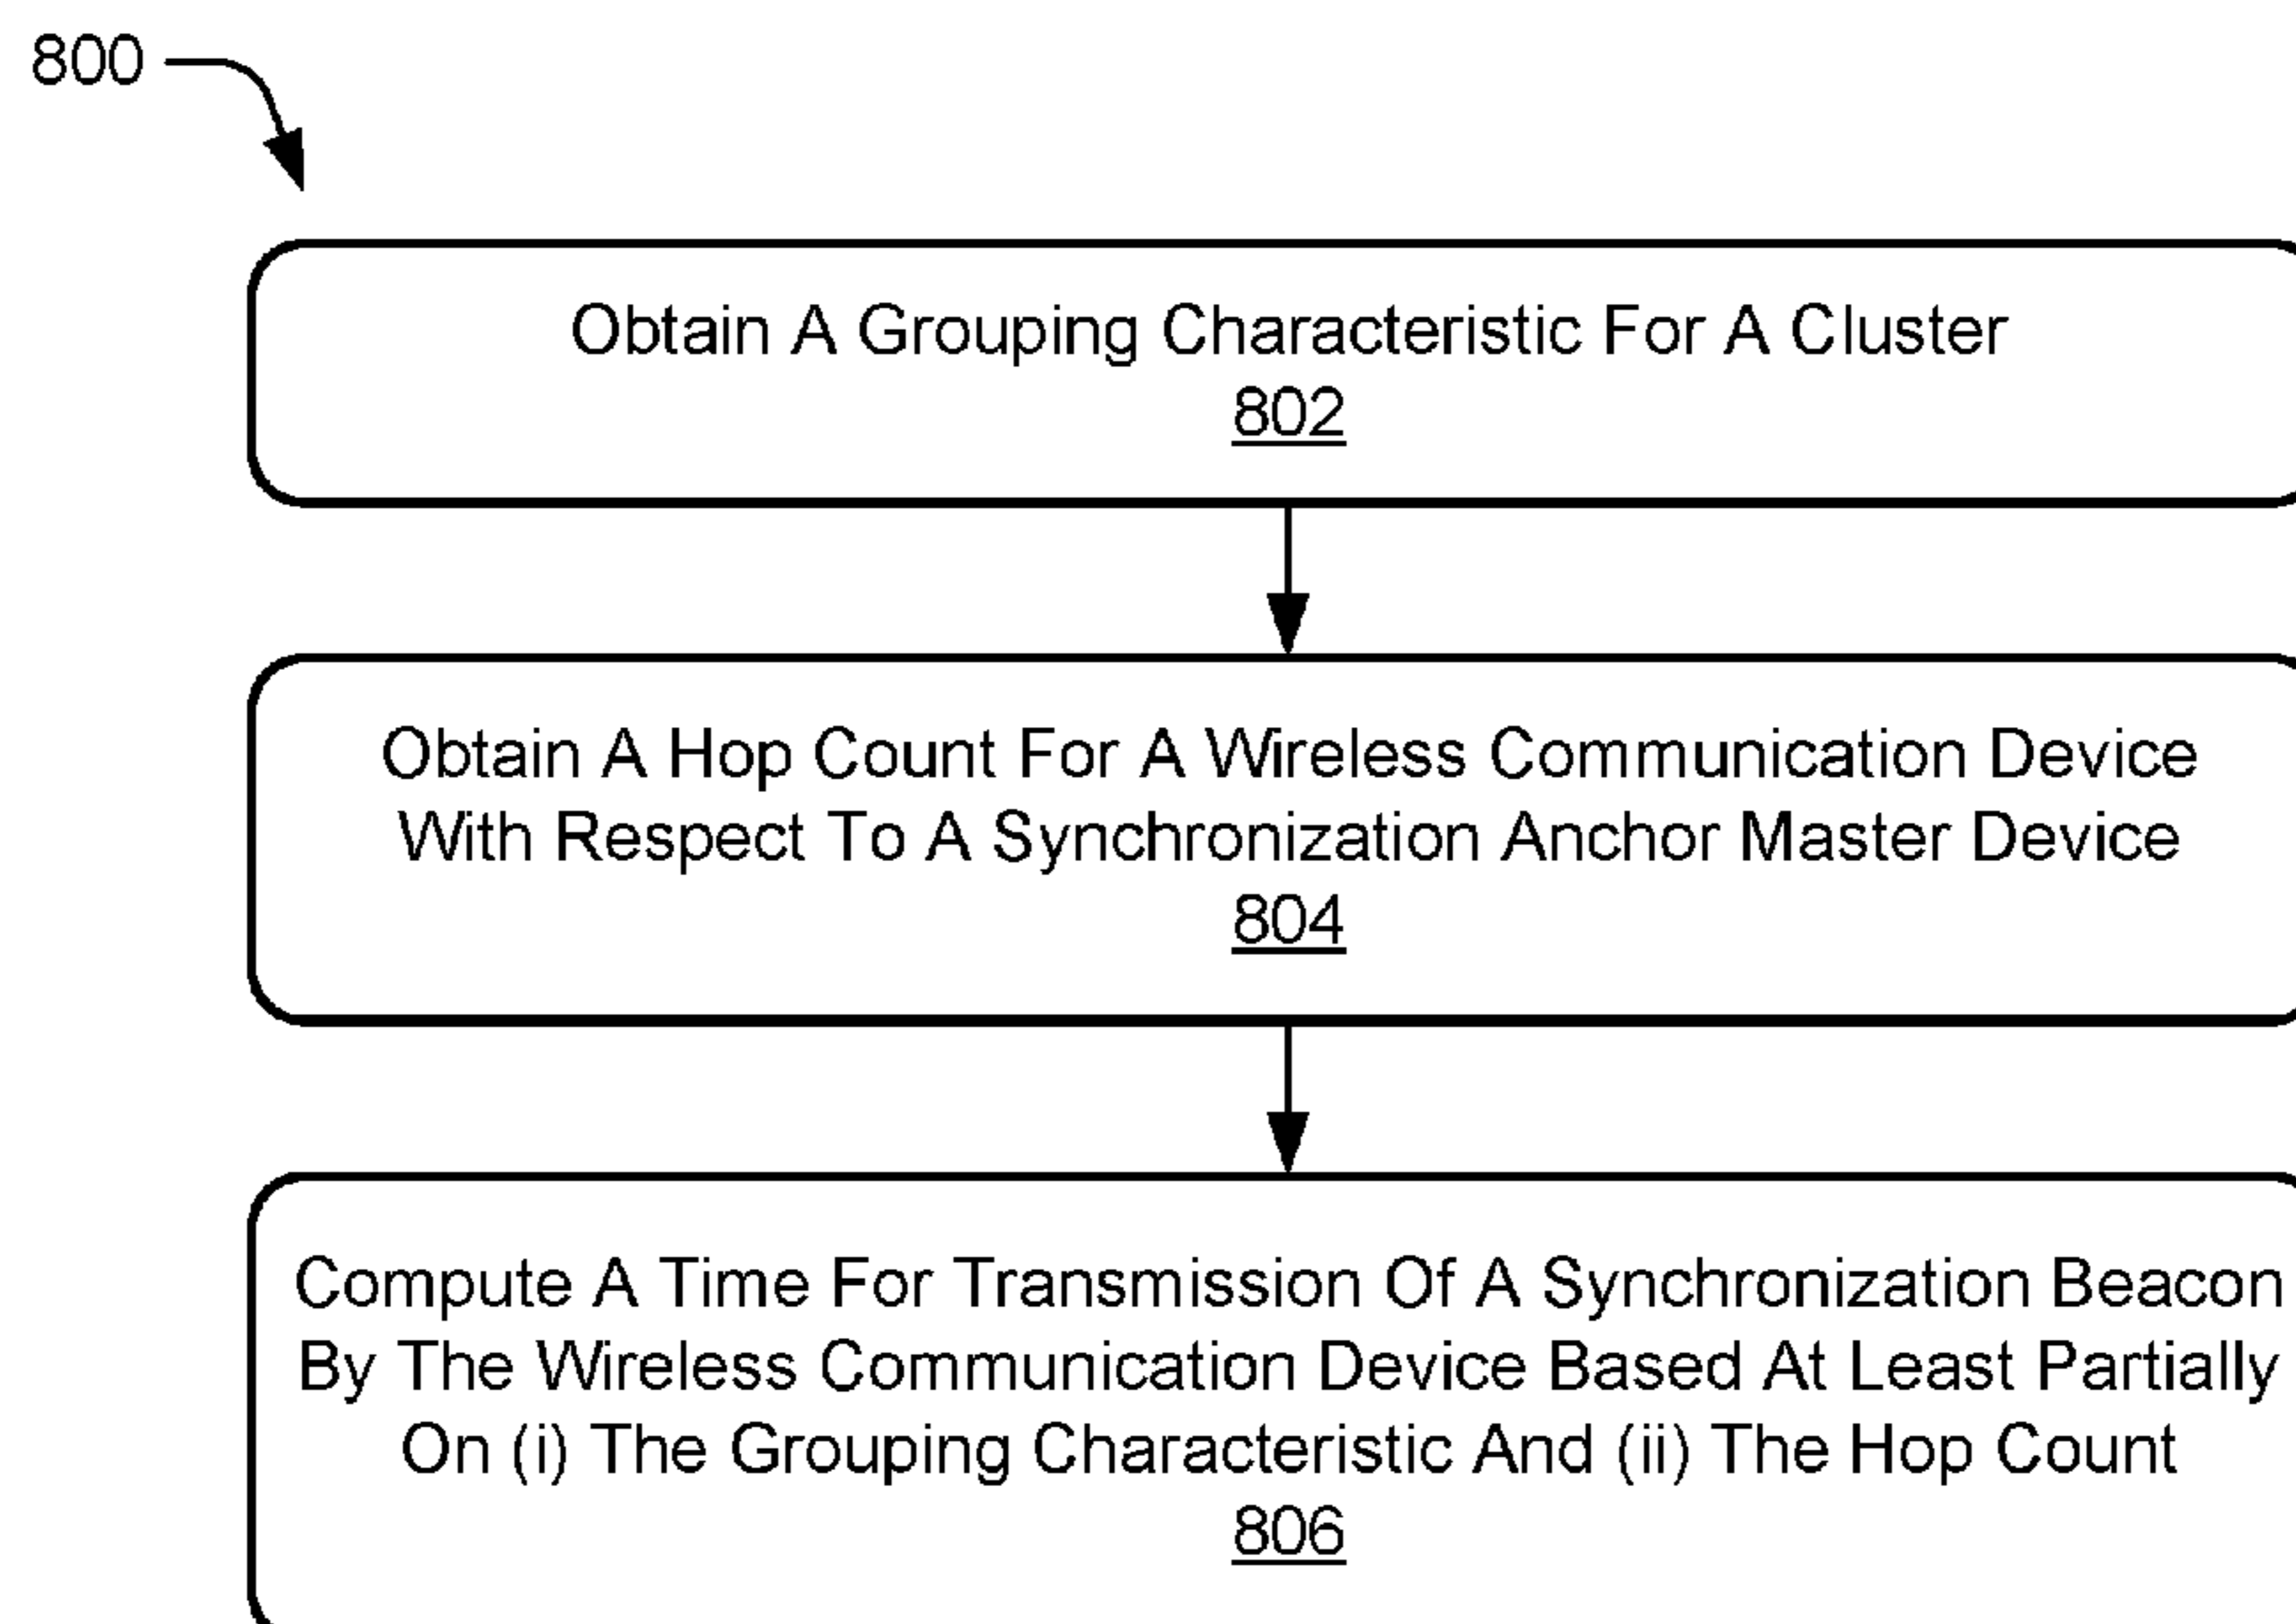 800
Obtain A Grouping Characteristic For A Cluster
802
Obtain A Hop Count For A Wireless Communication Device
With Respect To A Synchronization Anchor Master Device
804
Compute A Time For Transmission Of A Synchronization Beacon
By The Wireless Communication Device Based At Least Partially
On (i) The Grouping Characteristic And (ii) The Hop Count
806